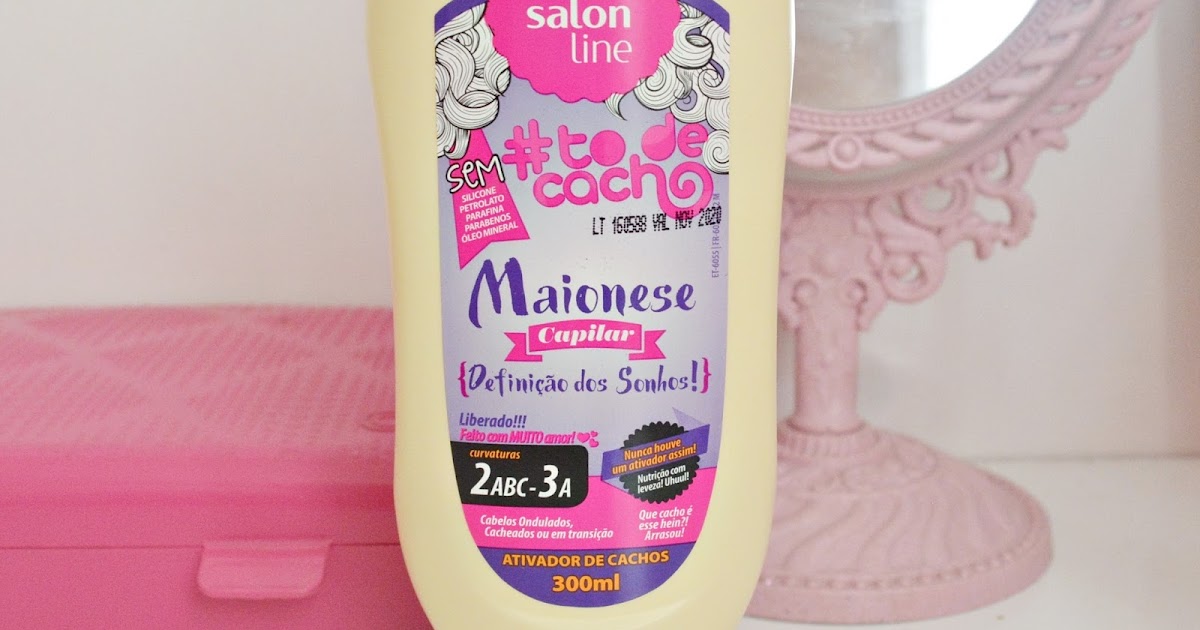 salon
line
#to de
cacho
SEM
SILICONE
PETROLATO
PARAFINA
PARABENOS
ÓLEO MINERAL
LT 160588 VAL NOV 2020
Maionese
Capilar
{Definição dos Sonhos!}
Liberado!!!
Feito com MUITO amor!
curvaturas
2ABC-3A
Nunca houve
um ativador assim!
Nutrição com
leveza! Uhuul!
Cabelos Ondulados,
Cacheados ou em transição
Que cacho é
esse hein?!
Arrasou!
ATIVADOR DE CACHOS
300ml